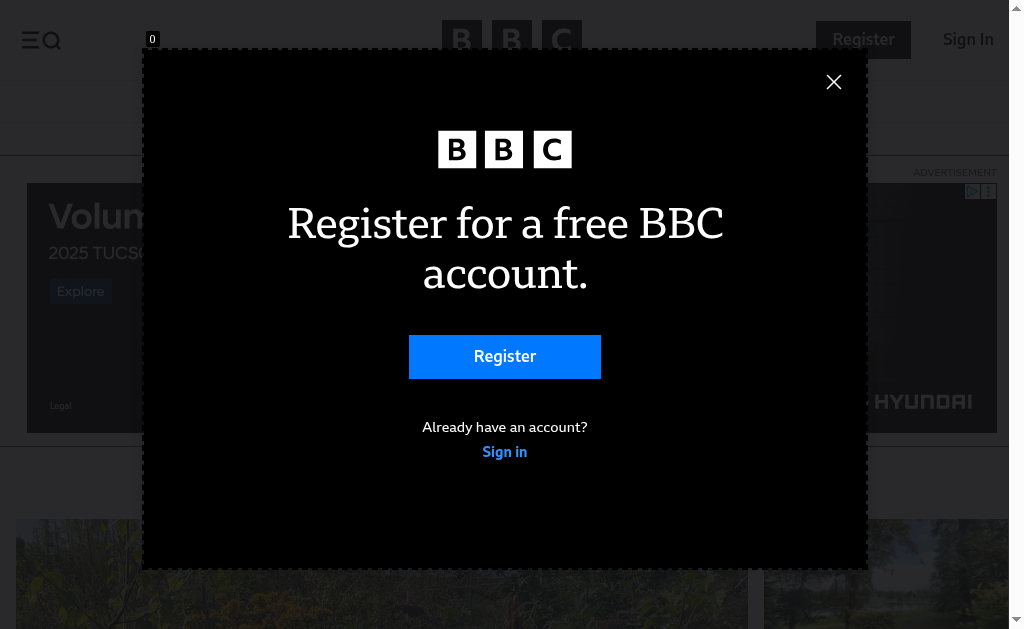 BBC
Register
Sign In
0
BBC
ADVERTISEMENT
Register for a free BBC
account.
Volum
2025 TUCSO
Explore
Register
Legal
HYUNDAI
Already have an account?
Sign in